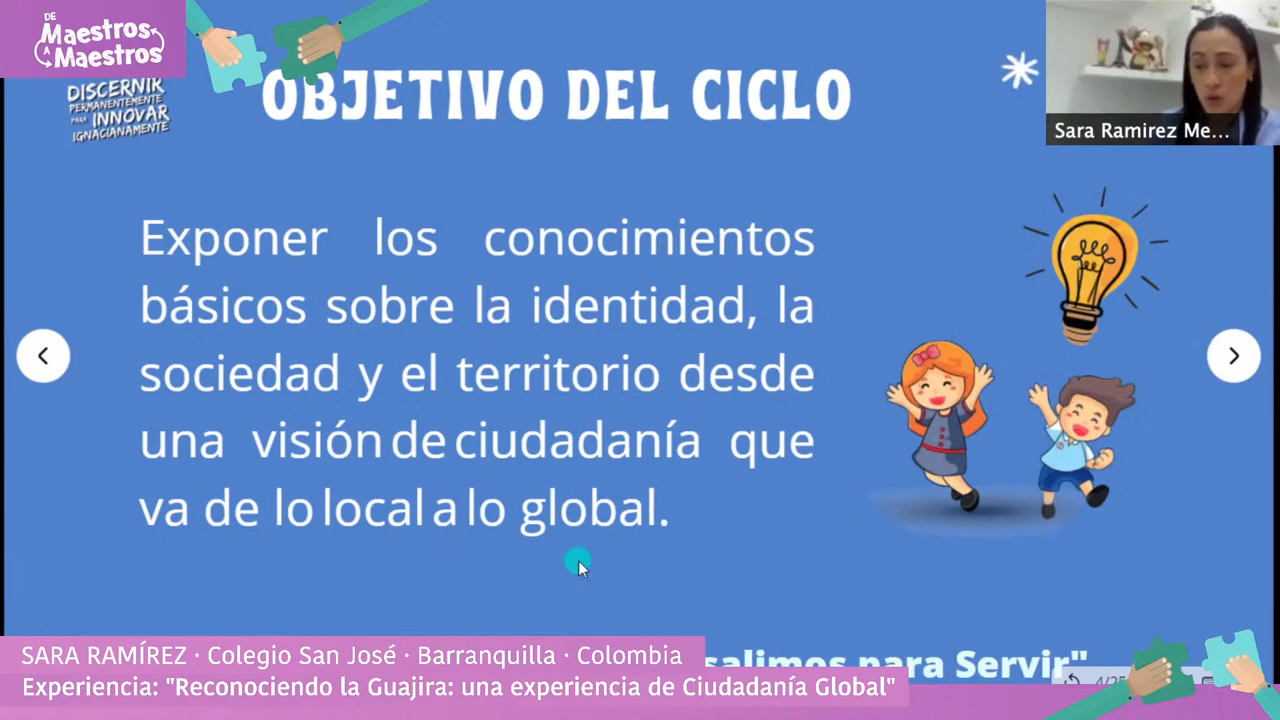 DE
Maestros
A Maestros
DISCERNIR
PERMANENTEMENTE
PARA INNOVAR
IGNACIANAMENTE
OBJETIVO DEL CICLO
Sara Ramirez Me...
Exponer los conocimientos
básicos sobre la identidad, la
sociedad y el territorio desde
una visión de ciudadanía que
va de lo local a lo global.
salimos para Servir"
SARA RAMÍREZ · Colegio San José · Barranquilla · Colombia
Experiencia: "Reconociendo la Guajira: una experiencia de Ciudadanía Global"